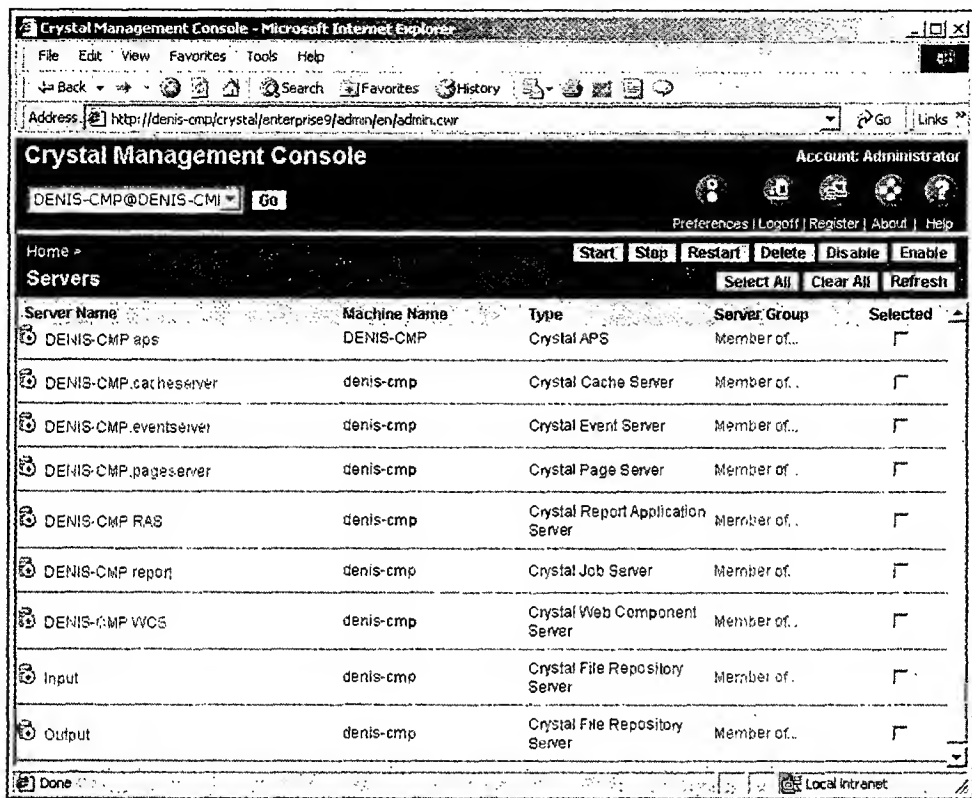 Crystal Management Console - Microsoft Internet Explorer
File Edit View Favorites Tools Help
Back Search Favorites History
Address http://denis-cmp/crystal/enterprise9/admin/en/admin.cwr Go Links
Crystal Management Console Account: Administrator
DENIS-CMP@DENIS-CM Go
Preferences | Logoff | Register | About | Help
Home > Start Stop Restart Delete Disable Enable
Servers Select All Clear All Refresh
Server Name Machine Name Type Server Group Selected
DENIS-CMP.aps DENIS-CMP Crystal APS Member of...
DENIS-CMP.cacheserver denis-cmp Crystal Cache Server Member of...
DENIS-CMP.eventserver denis-cmp Crystal Event Server Member of...
DENIS-CMP.pageserver denis-cmp Crystal Page Server Member of...
DENIS-CMP.RAS denis-cmp Crystal Report Application Server Member of...
DENIS-CMP.report denis-cmp Crystal Job Server Member of...
DENIS-CMP.WCS denis-cmp Crystal Web Component Server Member of...
Input denis-cmp Crystal File Repository Server Member of...
Output denis-cmp Crystal File Repository Server Member of...
Done Local intranet